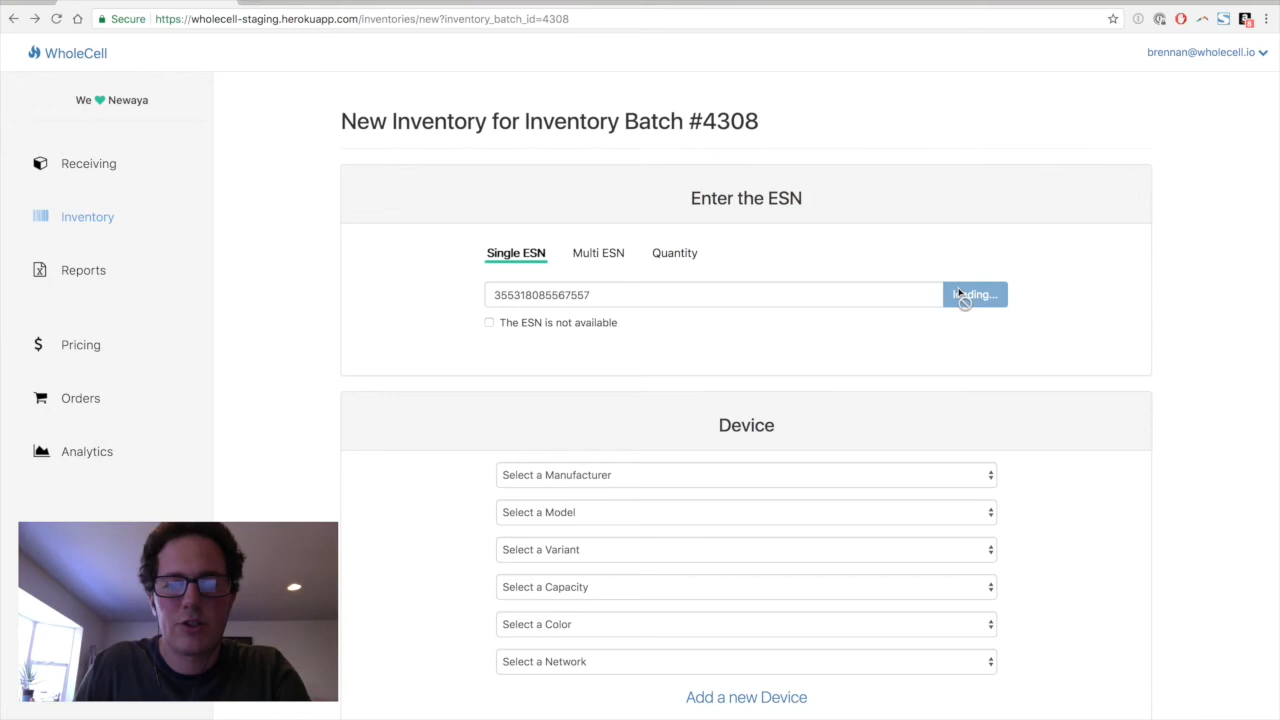 Secure
https://wholecell-staging.herokuapp.com/inventories/new?inventory_batch_id=4308
WholeCell
brennan@wholecell.io
We Newaya
Receiving
Inventory
Reports
Pricing
Orders
Analytics
New Inventory for Inventory Batch #4308
Enter the ESN
Single ESN Multi ESN Quantity
355318085567557
loading...
The ESN is not available
Device
Select a Manufacturer
Select a Model
Select a Variant
Select a Capacity
Select a Color
Select a Network
Add a new Device